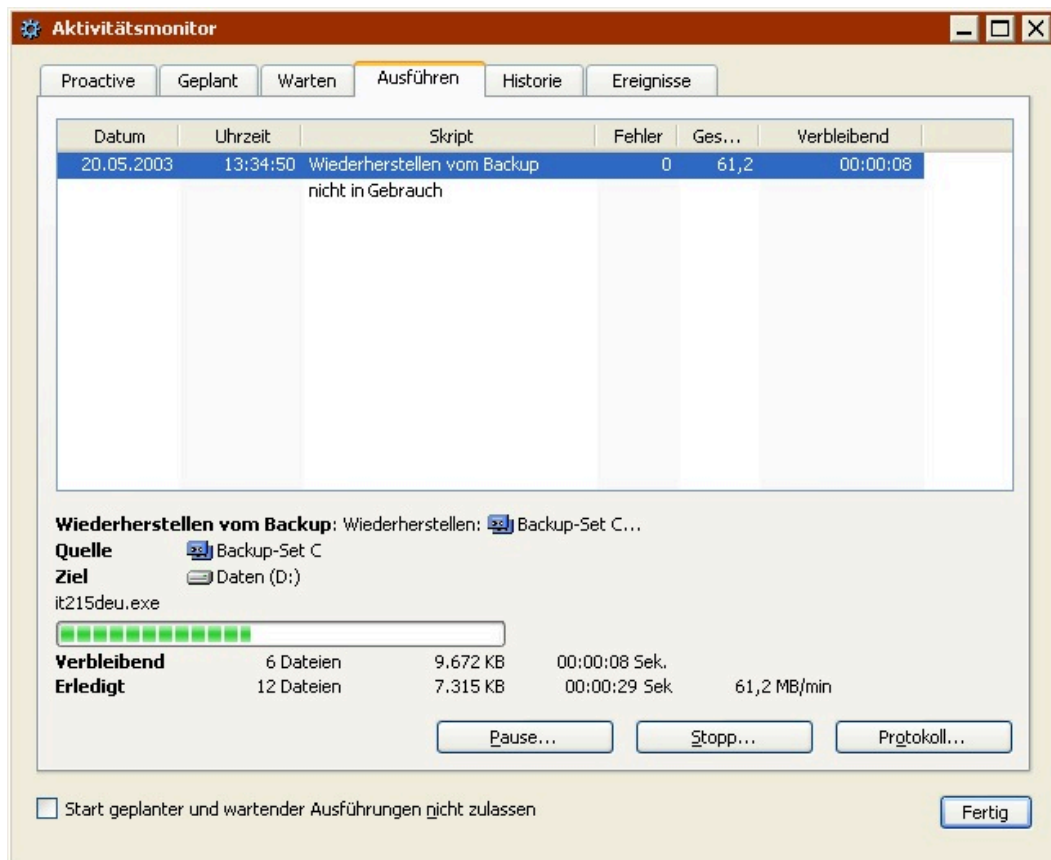 Aktivitätsmonitor
Proactive Geplant Warten Ausführen Historie Ereignisse
Datum Uhrzeit Skript Fehler Ges... Verbleibend
20.05.2003 13:34:50 Wiederherstellen vom Backup 0 61,2 00:00:08
nicht in Gebrauch
Wiederherstellen vom Backup: Wiederherstellen: Backup-Set C...
Quelle Backup-Set C
Ziel Daten (D:)
it215deu.exe
Verbleibend 6 Dateien 9.672 KB 00:00:08 Sek.
Erledigt 12 Dateien 7.315 KB 00:00:29 Sek 61,2 MB/min
Pause... Stopp... Protokoll...
Start geplanter und wartender Ausführungen nicht zulassen
Fertig